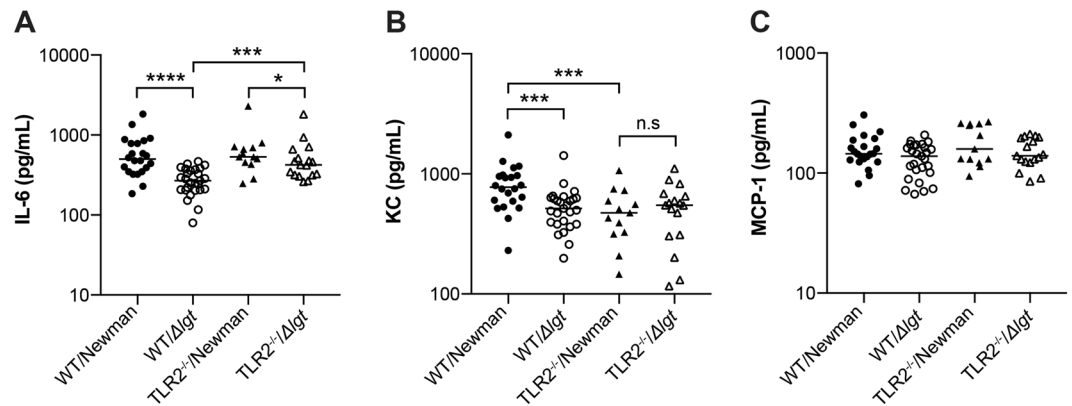 A
IL-6 (pg/mL)
10000
1000
100
10
****
***
*
WT/Newman
WT/Δlgt
TLR2-/-/Newman
TLR2-/-/Δlgt
B
KC (pg/mL)
10000
1000
100
***
***
n.s
WT/Newman
WT/Δlgt
TLR2-/-/Newman
TLR2-/-/Δlgt
C
MCP-1 (pg/mL)
1000
100
10
WT/Newman
WT/Δlgt
TLR2-/-/Newman
TLR2-/-/Δlgt